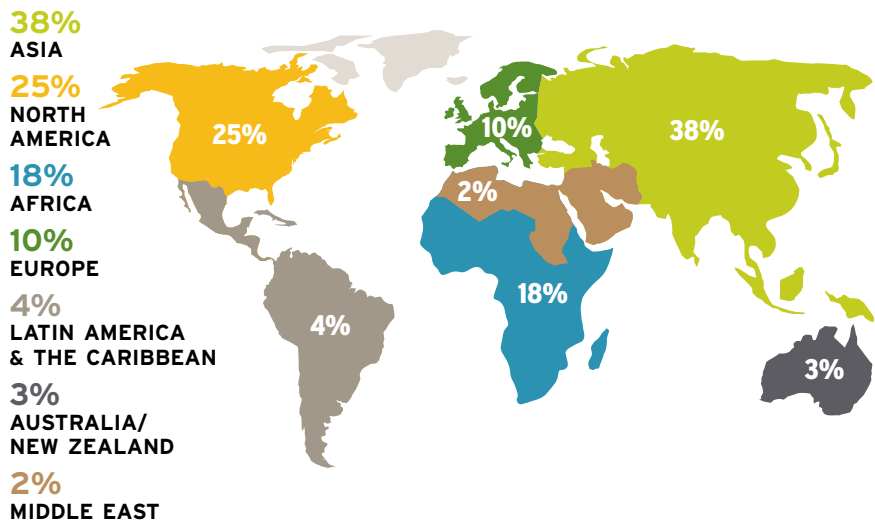 38%
ASIA
25%
NORTH
AMERICA
18%
AFRICA
10%
EUROPE
4%
LATIN AMERICA
& THE CARIBBEAN
3%
AUSTRALIA/
NEW ZEALAND
2%
MIDDLE EAST
25%
10%
38%
2%
18%
4%
3%